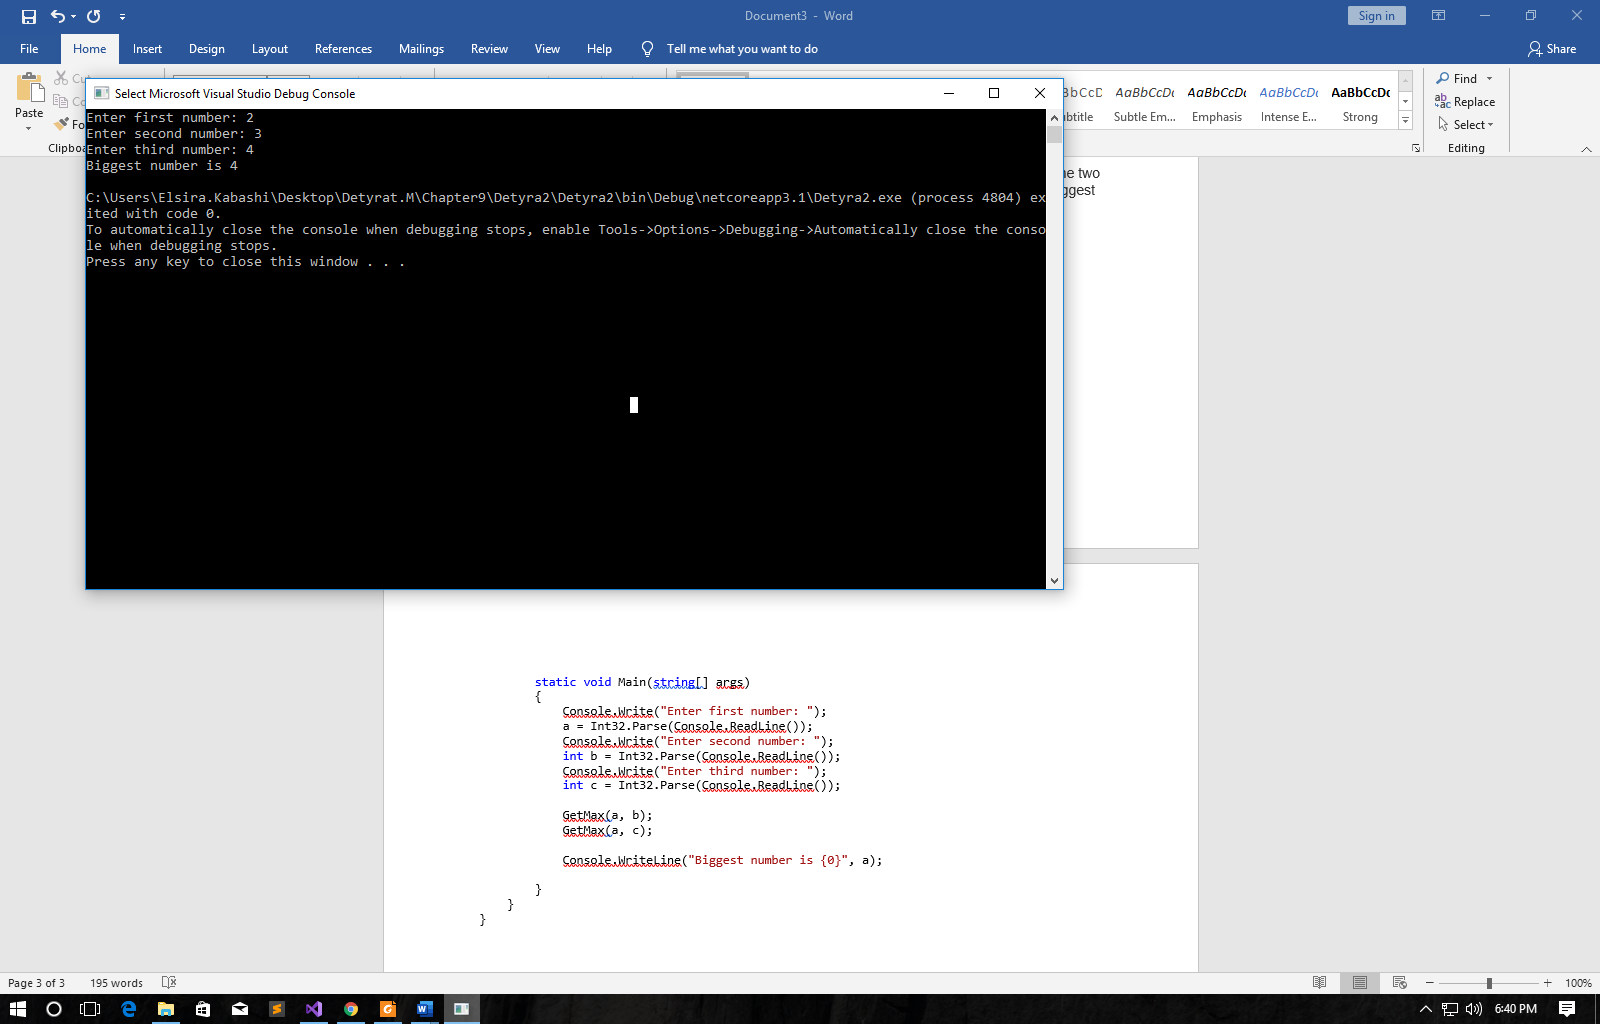 Document3 - Word
Sign in
File
Home
Insert
Design
Layout
References
Mailings
Review
View
Help
Tell me what you want to do
Share
Paste
Select Microsoft Visual Studio Debug Console
AaBbCcDc
AaBbCcDc
AaBbCcDc
AaBbCcDc
Subtle Em...
Emphasis
Intense E...
Strong
Find
Replace
Select
Editing
Enter first number: 2
Enter second number: 3
Enter third number: 4
Biggest number is 4
C:\Users\Elsira.Kabashi\Desktop\Detyrat.M\Chapter9\Detyra2\Detyra2\bin\Debug\netcoreapp3.1\Detyra2.exe (process 4804) ex
ited with code 0.
To automatically close the console when debugging stops, enable Tools->Options->Debugging->Automatically close the conso
le when debugging stops.
Press any key to close this window . . .
two
static void Main(string[] args)
{
Console.Write("Enter first number: ");
a = Int32.Parse(Console.ReadLine());
Console.Write("Enter second number: ");
int b = Int32.Parse(Console.ReadLine());
Console.Write("Enter third number: ");
int c = Int32.Parse(Console.ReadLine());
GetMax(a, b);
GetMax(a, c);
Console.WriteLine("Biggest number is {0}", a);
}
}
}
Page 3 of 3
195 words
100%
6:40 PM